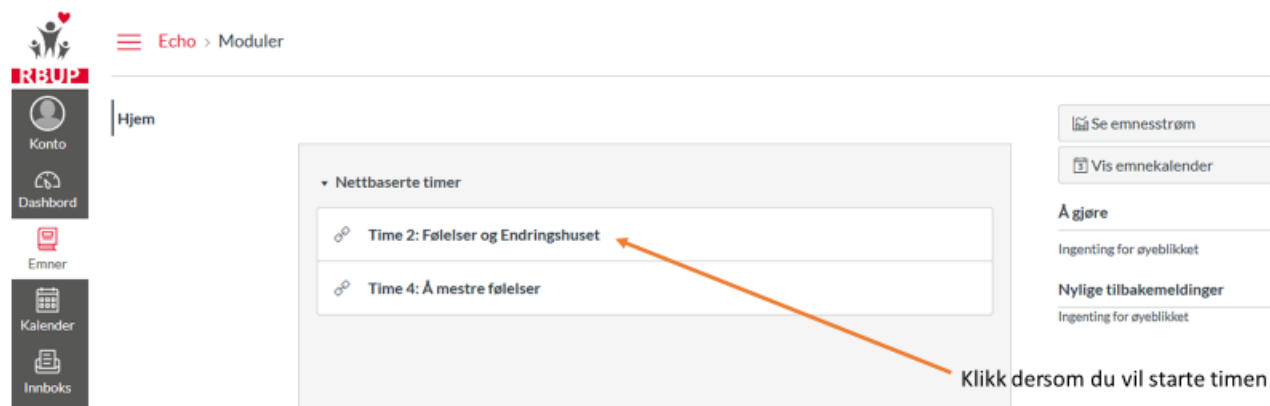 RBUP
Echo > Moduler
Konto
Dashbord
Emner
Kalender
Innboks
Hjem
Nettbaserte timer
Time 2: Følelser og Endringshuset
Time 4: Å mestre følelser
Se emnesstrøm
Vis emnekalender
Å gjøre
Ingenting for øyeblikket
Nylige tilbakemeldinger
Ingenting for øyeblikket
Klikk dersom du vil starte timen